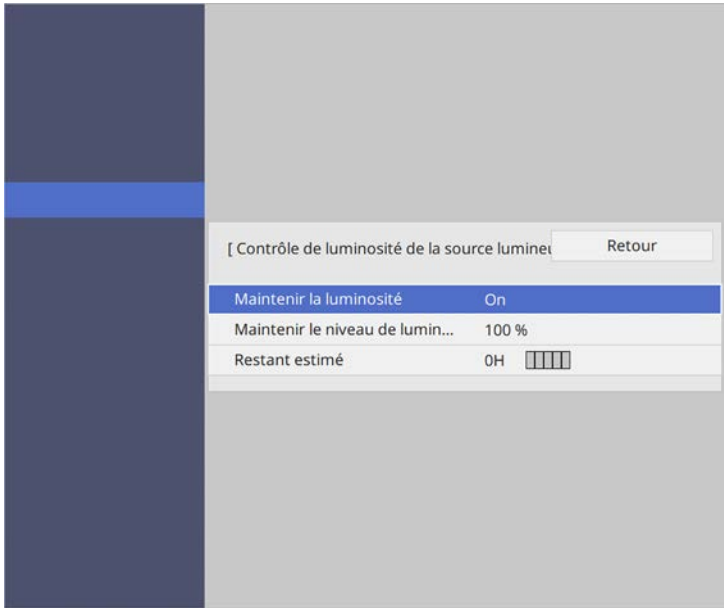 [ Contrôle de luminosité de la source lumineu
Retour
Maintenir la luminosité On
Maintenir le niveau de lumin... 100 %
Restant estimé 0H